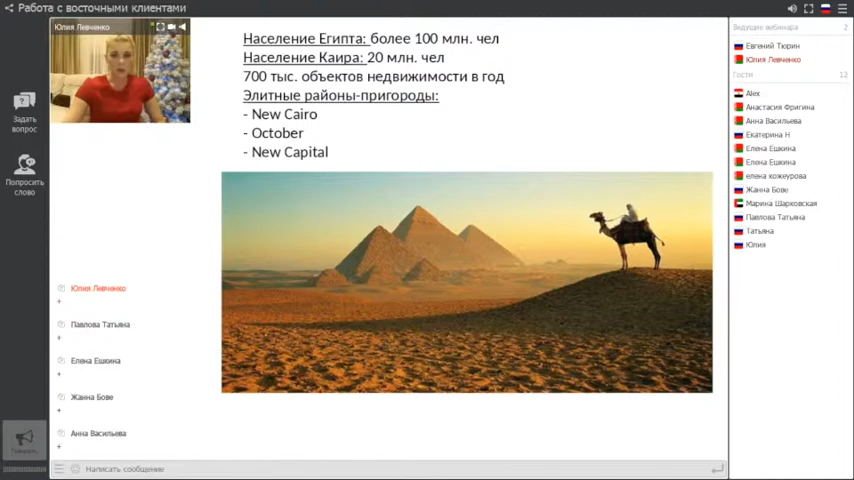 Работа с восточными клиентами
Юлия Левченко
Задать
вопрос
Попросить
слово
Население Египта: более 100 млн. чел
Население Каира: 20 млн. чел
700 тыс. объектов недвижимости в год
Элитные районы-пригороды:
- New Cairo
- October
- New Capital
Юлия Левченко
+
Павлова Татьяна
+
Елена Ешкина
+
Жанна Бове
+
Анна Васильева
+
Написать сообщение
Ведущие вебинара 2
Евгений Тюрин
Юлия Левченко
Гости 12
Alex
Анастасия Фригина
Анна Васильева
Екатерина Н
Елена Ешкина
Елена Ешкина
елена кожеурова
Жанна Бове
Марина Шарковская
Павлова Татьяна
Татьяна
Юлия